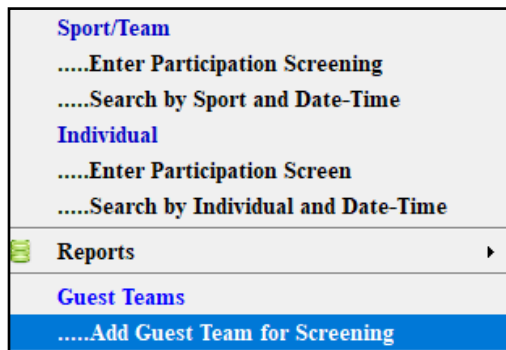 Sport/Team
.....Enter Participation Screening
.....Search by Sport and Date-Time
Individual
.....Enter Participation Screen
.....Search by Individual and Date-Time
Reports
Guest Teams
.....Add Guest Team for Screening